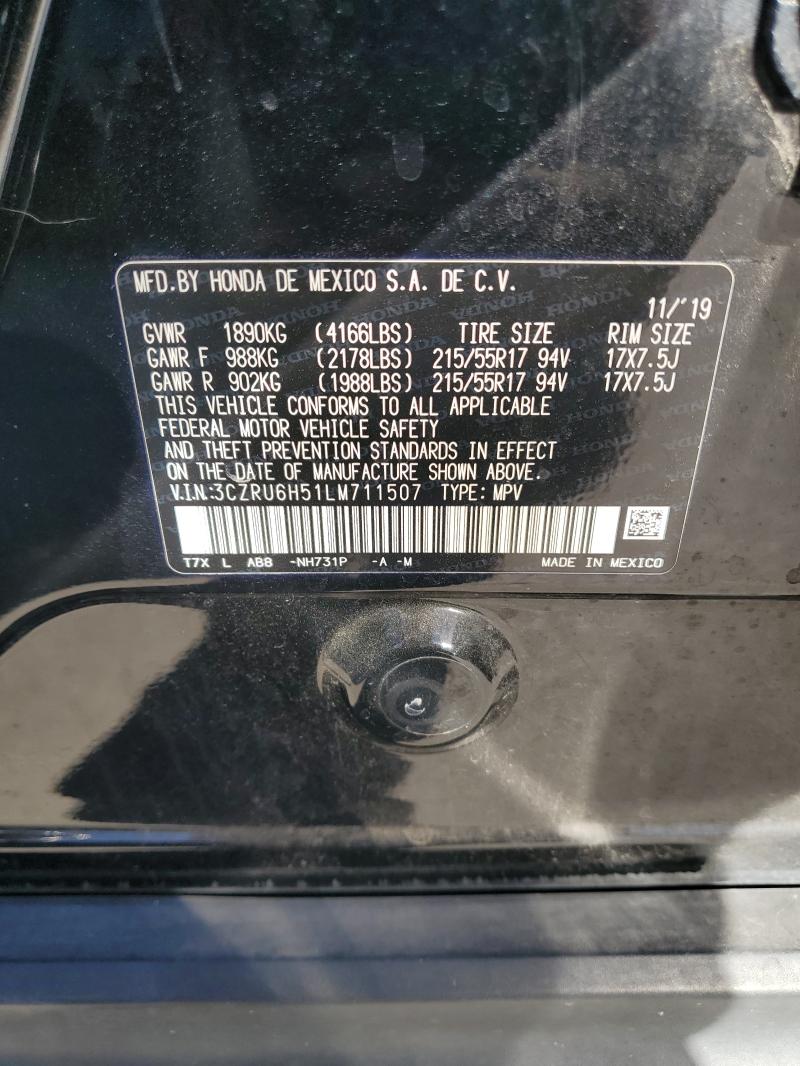 MFD.BY HONDA DE MEXICO S.A. DE C.V.
11/'19
GVWR 1890KG (4166LBS) TIRE SIZE RIM SIZE
GAWR F 988KG (2178LBS) 215/55R17 94V 17X7.5J
GAWR R 902KG (1988LBS) 215/55R17 94V 17X7.5J
THIS VEHICLE CONFORMS TO ALL APPLICABLE
FEDERAL MOTOR VEHICLE SAFETY
AND THEFT PREVENTION STANDARDS IN EFFECT
ON THE DATE OF MANUFACTURE SHOWN ABOVE.
V.I.N.:3CZRU6H51LM711507 TYPE: MPV
T7X L AB8 -NH731P -A -M MADE IN MEXICO